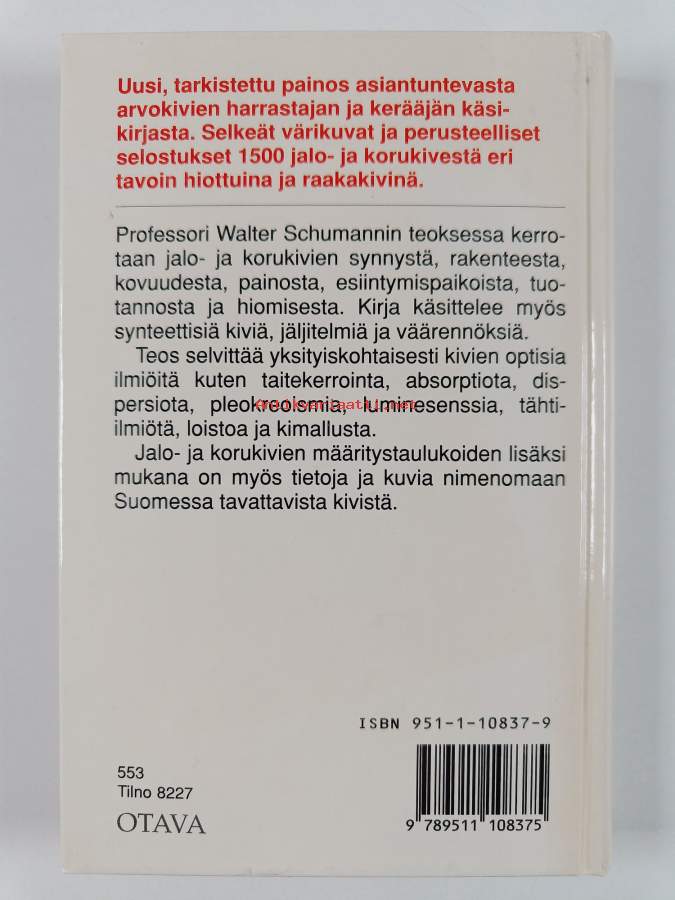 Uusi, tarkistettu painos asiantuntevasta
arvokivien harrastajan ja kerääjän käsi-
kirjasta. Selkeät värikuvat ja perusteelliset
selostukset 1500 jalo- ja korukivestä eri
tavoin hiottuina ja raakakivinä.
Professori Walter Schumannin teoksessa kerro-
taan jalo- ja korukivien synnystä, rakenteesta,
kovuudesta, painosta, esiintymispaikoista, tuo-
tannosta ja hiomisesta. Kirja käsittelee myös
synteettisiä kiviä, jäljitelmiä ja väärennöksiä.
Teos selvittää yksityiskohtaisesti kivien optisia
ilmiöitä kuten taitekerrointa, absorptiota, dis-
persiota, pleokroismia, luminesenssia, tähti-
Antikvariaatti.net
ilmiötä, loistoa ja kimallusta.
Jalo- ja korukivien määritystaulukoiden lisäksi
mukana on myös tietoja ja kuvia nimenomaan
Suomessa tavattavista kivistä.
ISBN 951-1-10837-9
553
Tilno 8227
OTAVA
9 789511 108375